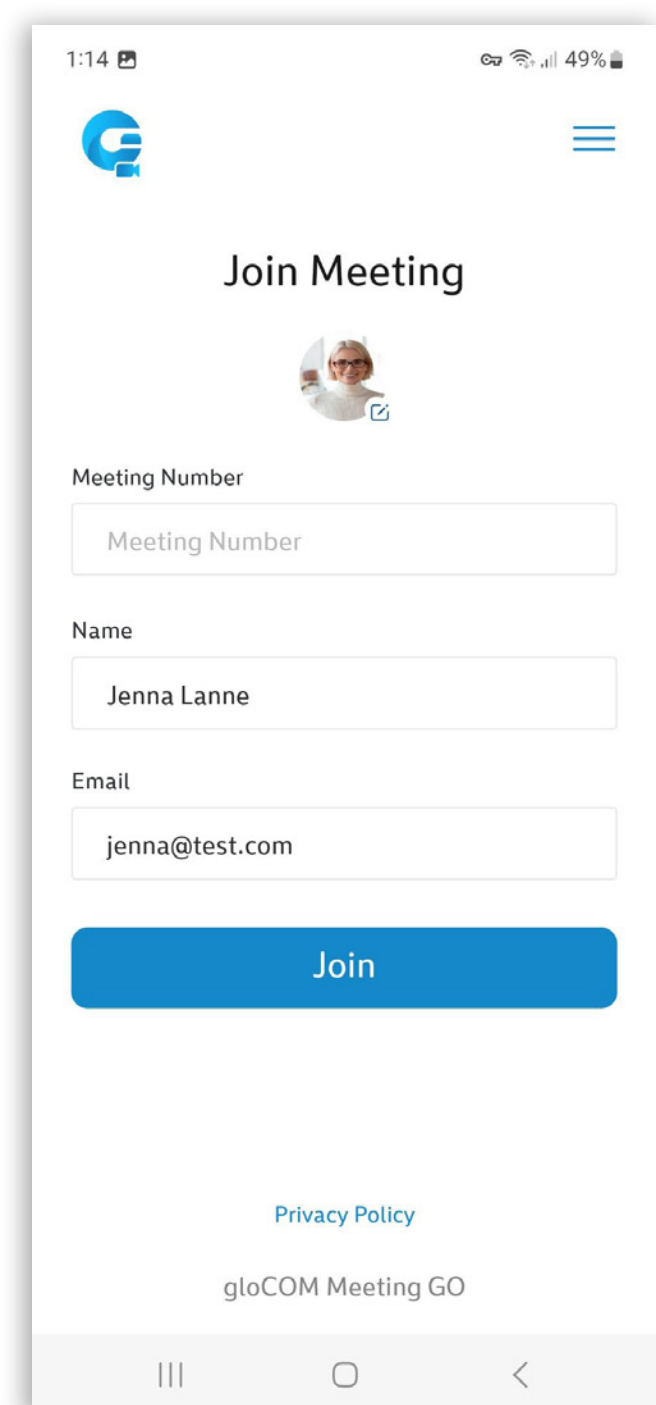 1:14 49%
Join Meeting
Meeting Number
Meeting Number
Name
Jenna Lanne
Email
jenna@test.com
Join
Privacy Policy
gloCOM Meeting GO